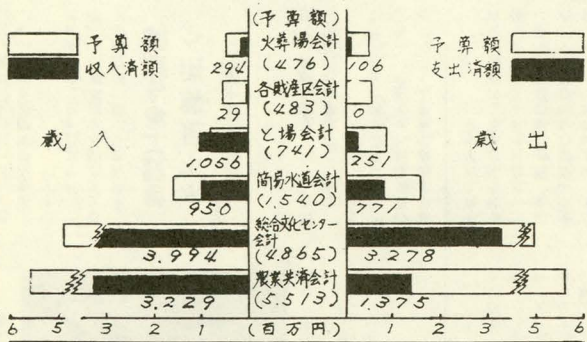 (予算額)
予算額 火葬場会計 予算額
収入済額 294 (476) 106 支出済額
各財産区会計
29 (483) 0
歳入 と場会計 歳出
1.056 (741) 251
簡易水道会計
950 (1.540) 771
総合文化センター
会計
3.994 (4.865) 3.278
農業共済会計
3.229 (5.513) 1.375
6 5 3 2 1 (百万円) 1 2 3 5 6